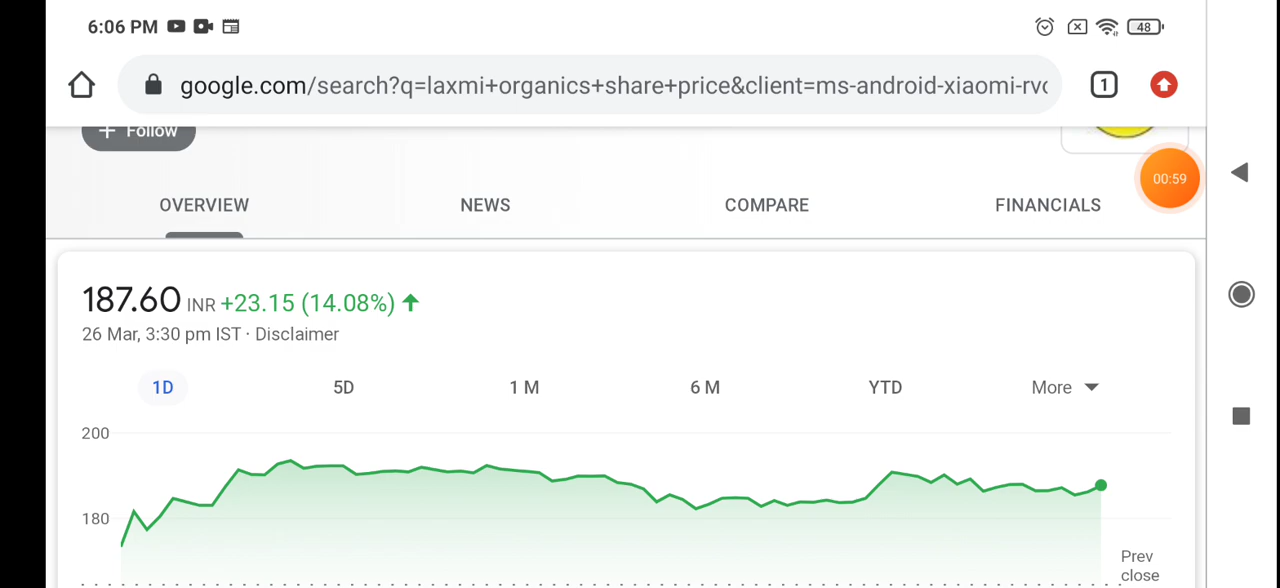 6:06 PM
48
google.com/search?q=laxmi+organics+share+price&client=ms-android-xiaomi-rvc
1
+ Follow
00:59
OVERVIEW NEWS COMPARE FINANCIALS
187.60 INR +23.15 (14.08%) ↑
26 Mar, 3:30 pm IST · Disclaimer
1D 5D 1 M 6 M YTD More
200
180
Prev
close